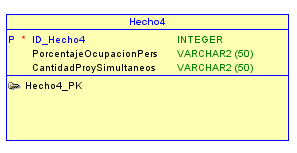 Hecho4
P * ID_Hecho4 INTEGER
PorcentajeOcupacionPers VARCHAR2 (50)
CantidadProySimultaneos VARCHAR2 (50)
Hecho4_PK